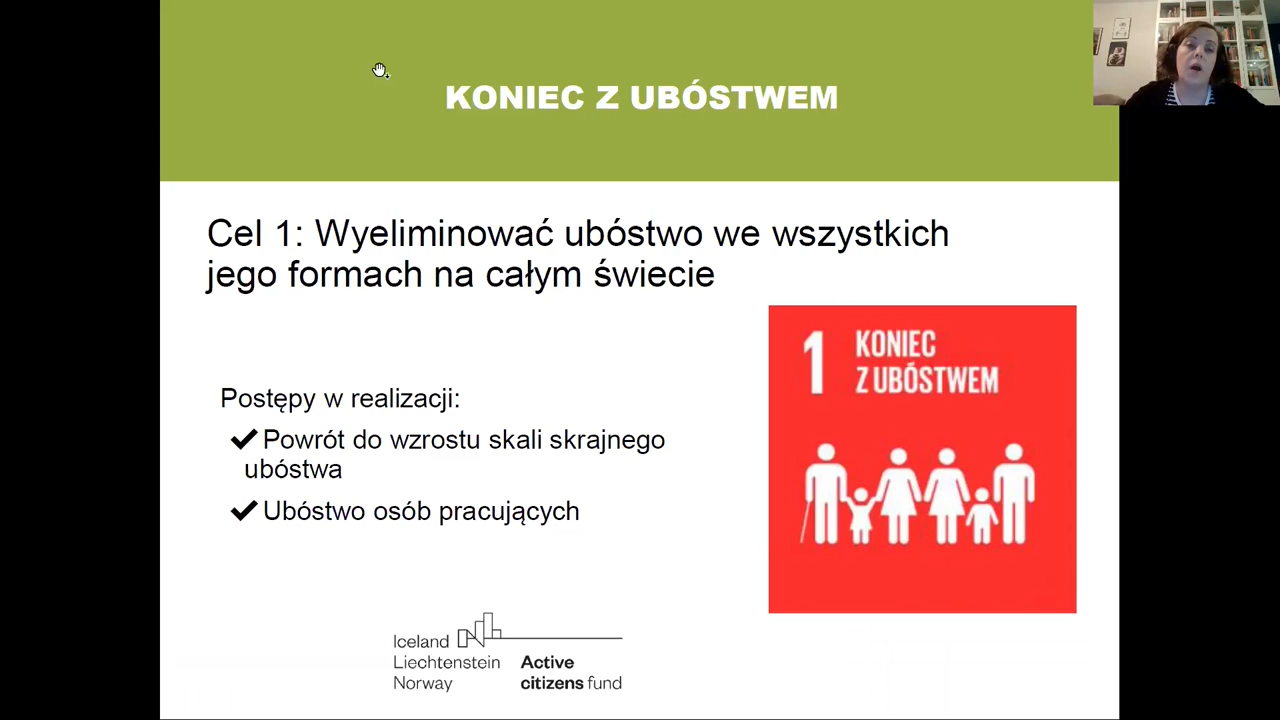 KONIEC Z UBÓSTWEM
Cel 1: Wyeliminować ubóstwo we wszystkich
jego formach na całym świecie
1 KONIEC
Z UBÓSTWEM
Postępy w realizacji:
Powrót do wzrostu skali skrajnego
ubóstwa
Ubóstwo osób pracujących
Iceland
Liechtenstein
Norway
Active
citizens fund